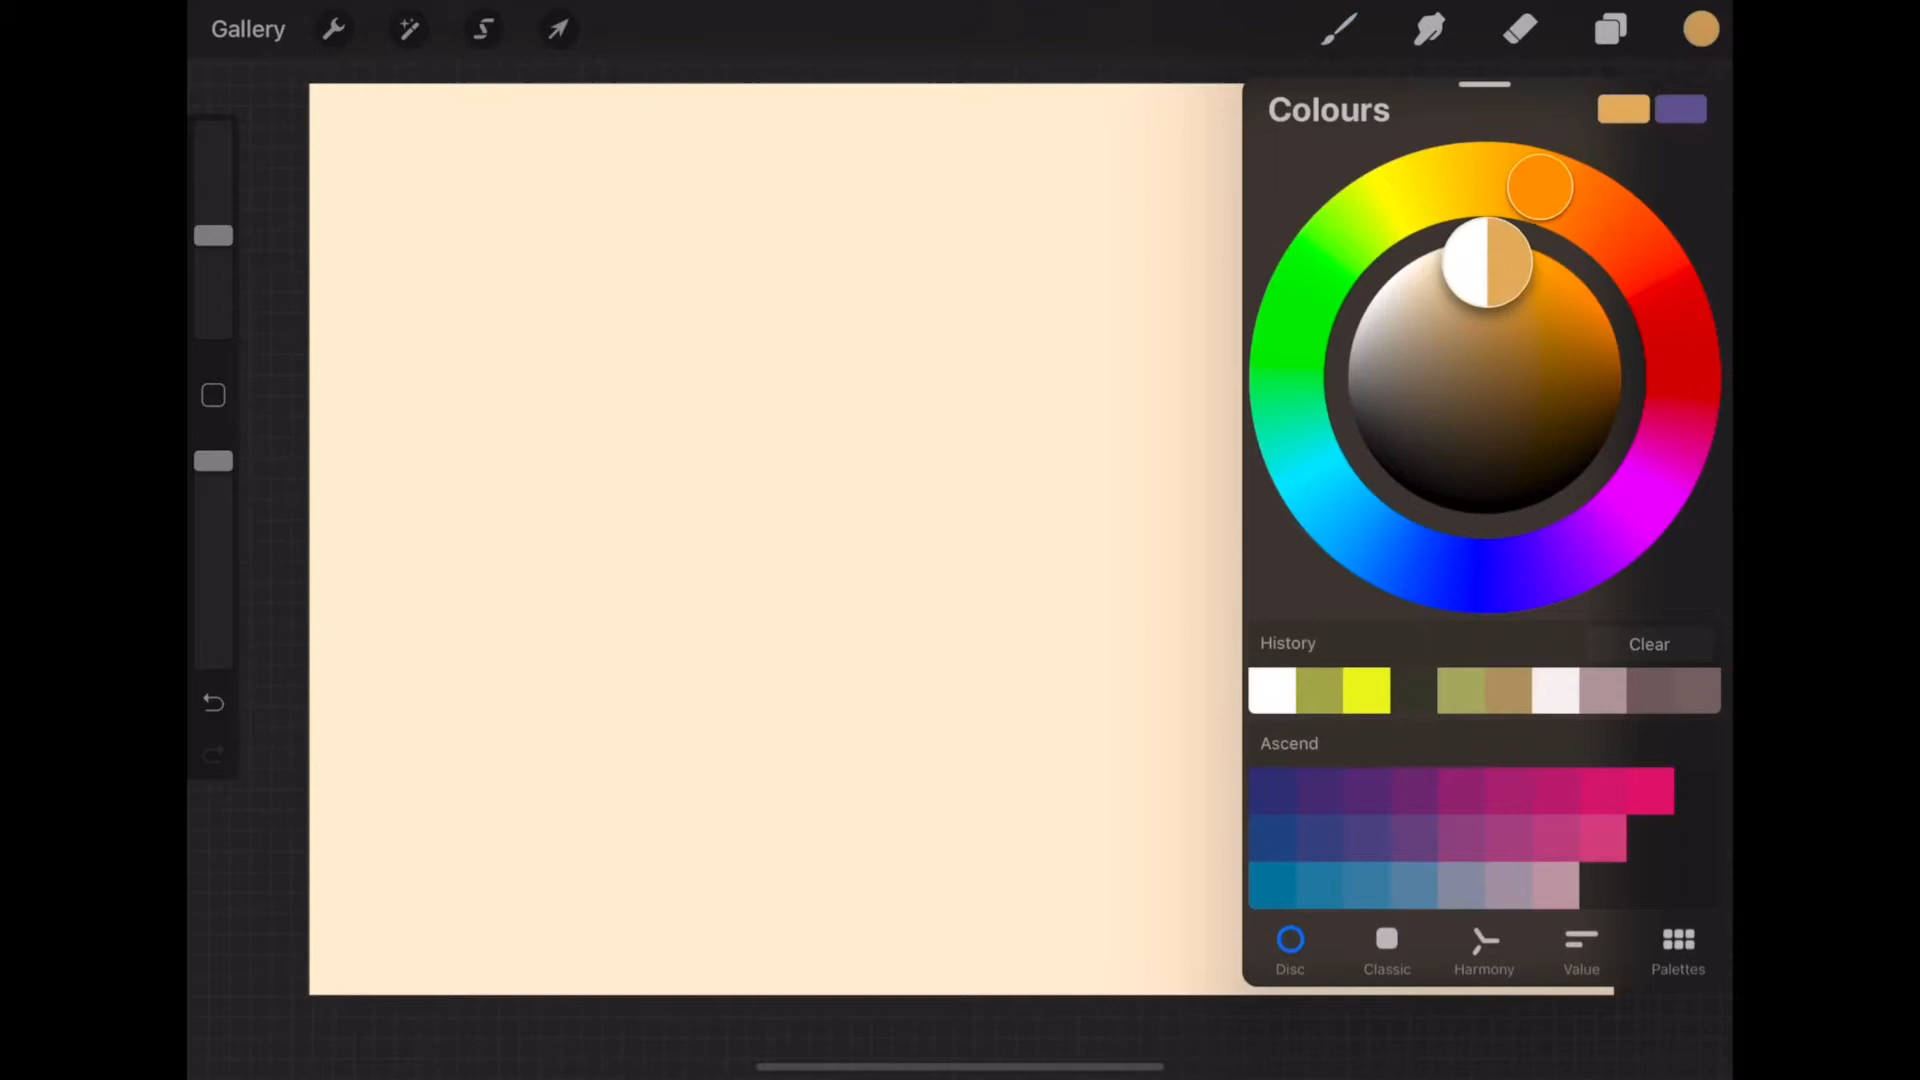 Gallery
Colours
History
Clear
Ascend
Disc
Classic
Harmony
Value
Palettes